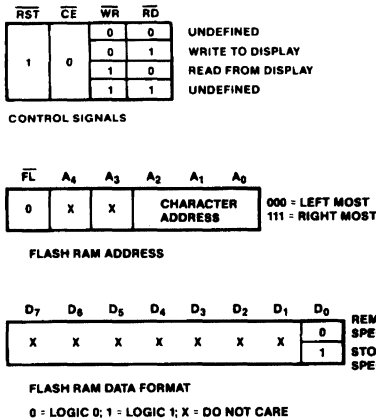 RST CE WR RD
0 0 UNDEFINED
0 1 WRITE TO DISPLAY
1 0 1 0 READ FROM DISPLAY
1 1 UNDEFINED
CONTROL SIGNALS
FL A4 A3 A2 A1 A0
0 X X CHARACTER ADDRESS 000 = LEFT MOST
111 = RIGHT MOST
FLASH RAM ADDRESS
D7 D6 D5 D4 D3 D2 D1 D0
X X X X X X X 0 REM
SPE
1 STO
SPE
FLASH RAM DATA FORMAT
0 = LOGIC 0; 1 = LOGIC 1; X = DO NOT CARE